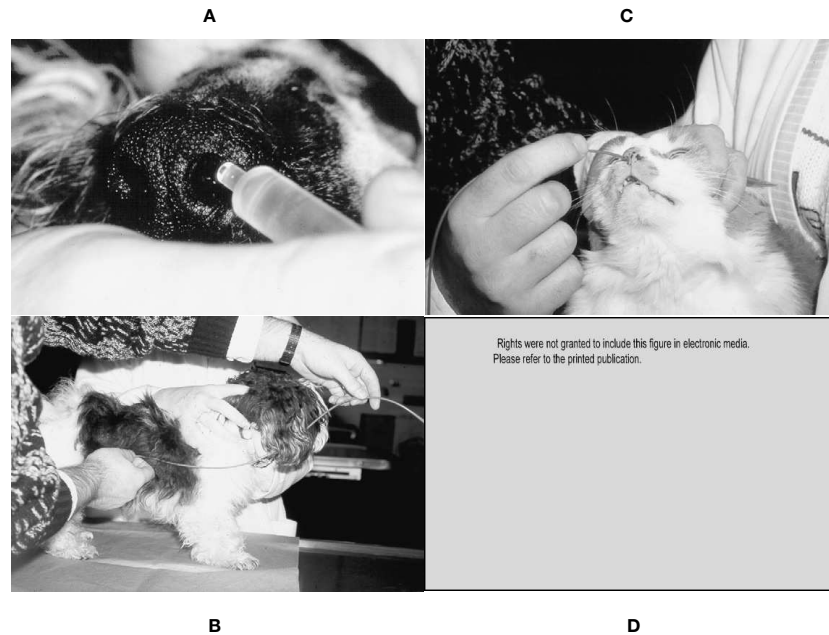 A
C
Rights were not granted to include this figure in electronic media.
Please refer to the printed publication.
B
D